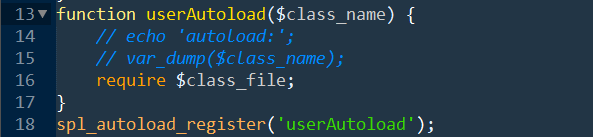 13 function userAutoload($class_name) {
14     // echo 'autoload:';
15     // var_dump($class_name);
16     require $class_file;
17 }
18 spl_autoload_register('userAutoload');